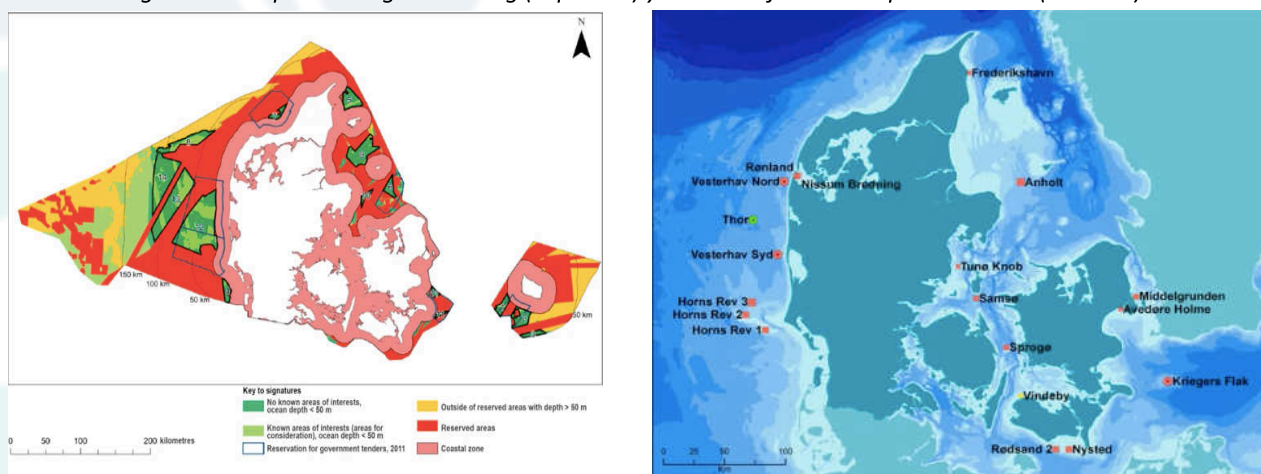 N
150 km
100 km
50 km
50 km
Key to signatures
No known areas of interests,
ocean depth < 50 m
Known areas of interests (areas for
consideration), ocean depth < 50 m
Reservation for government tenders, 2011
Outside of reserved areas with depth > 50 m
Reserved areas
Coastal zone
0 50 100 200 kilometres
Frederikshavn
Rønland
Vesterhav Nord
Nissum Bredning
Anholt
Thor
Vesterhav Syd
Tunø Knob
Samsø
Horns Rev 3
Horns Rev 2
Horns Rev 1
Middelgrunden
Avedøre Holme
Sprogø
Kriegers Flak
Vindeby
Rødsand 2
Nysted
0 25 50 100
Km